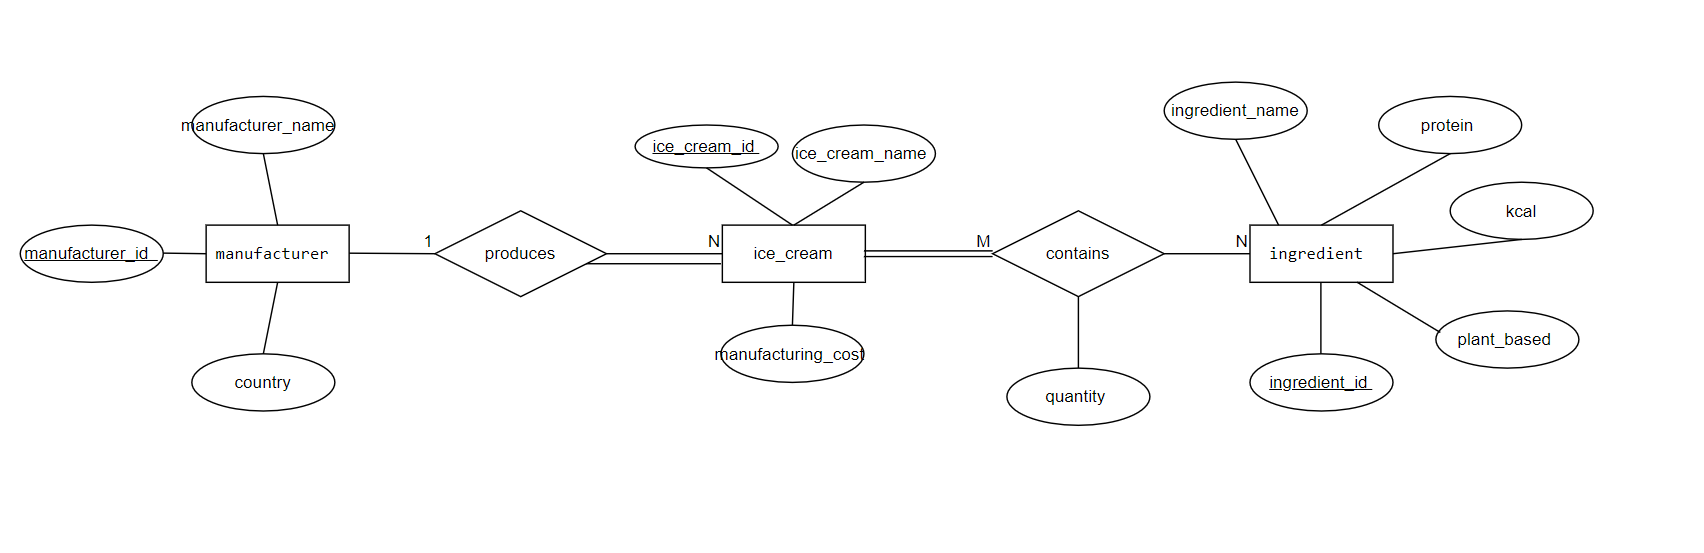 ingredient_name
manufacturer_name
protein
ice_cream_id
ice_cream_name
kcal
manufacturer_id
manufacturer
1
produces
N
ice_cream
M
contains
N
ingredient
plant_based
manufacturing_cost
country
quantity
ingredient_id